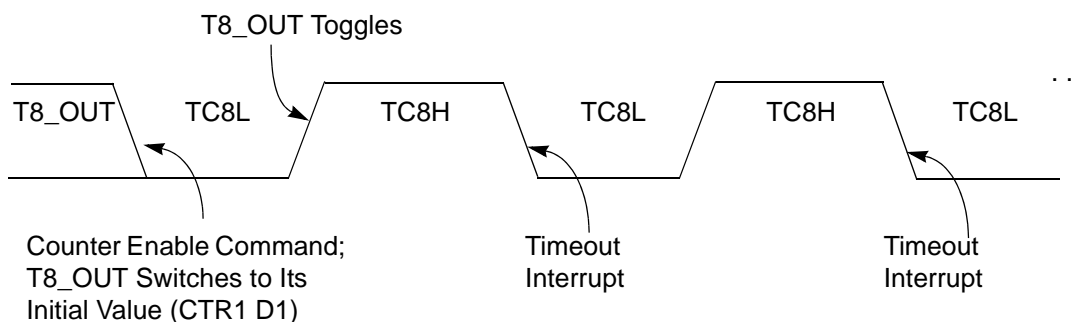 T8_OUT Toggles
. .
T8_OUT TC8L TC8H TC8L TC8H TC8L
Counter Enable Command;
T8_OUT Switches to Its
Initial Value (CTR1 D1)
Timeout
Interrupt
Timeout
Interrupt